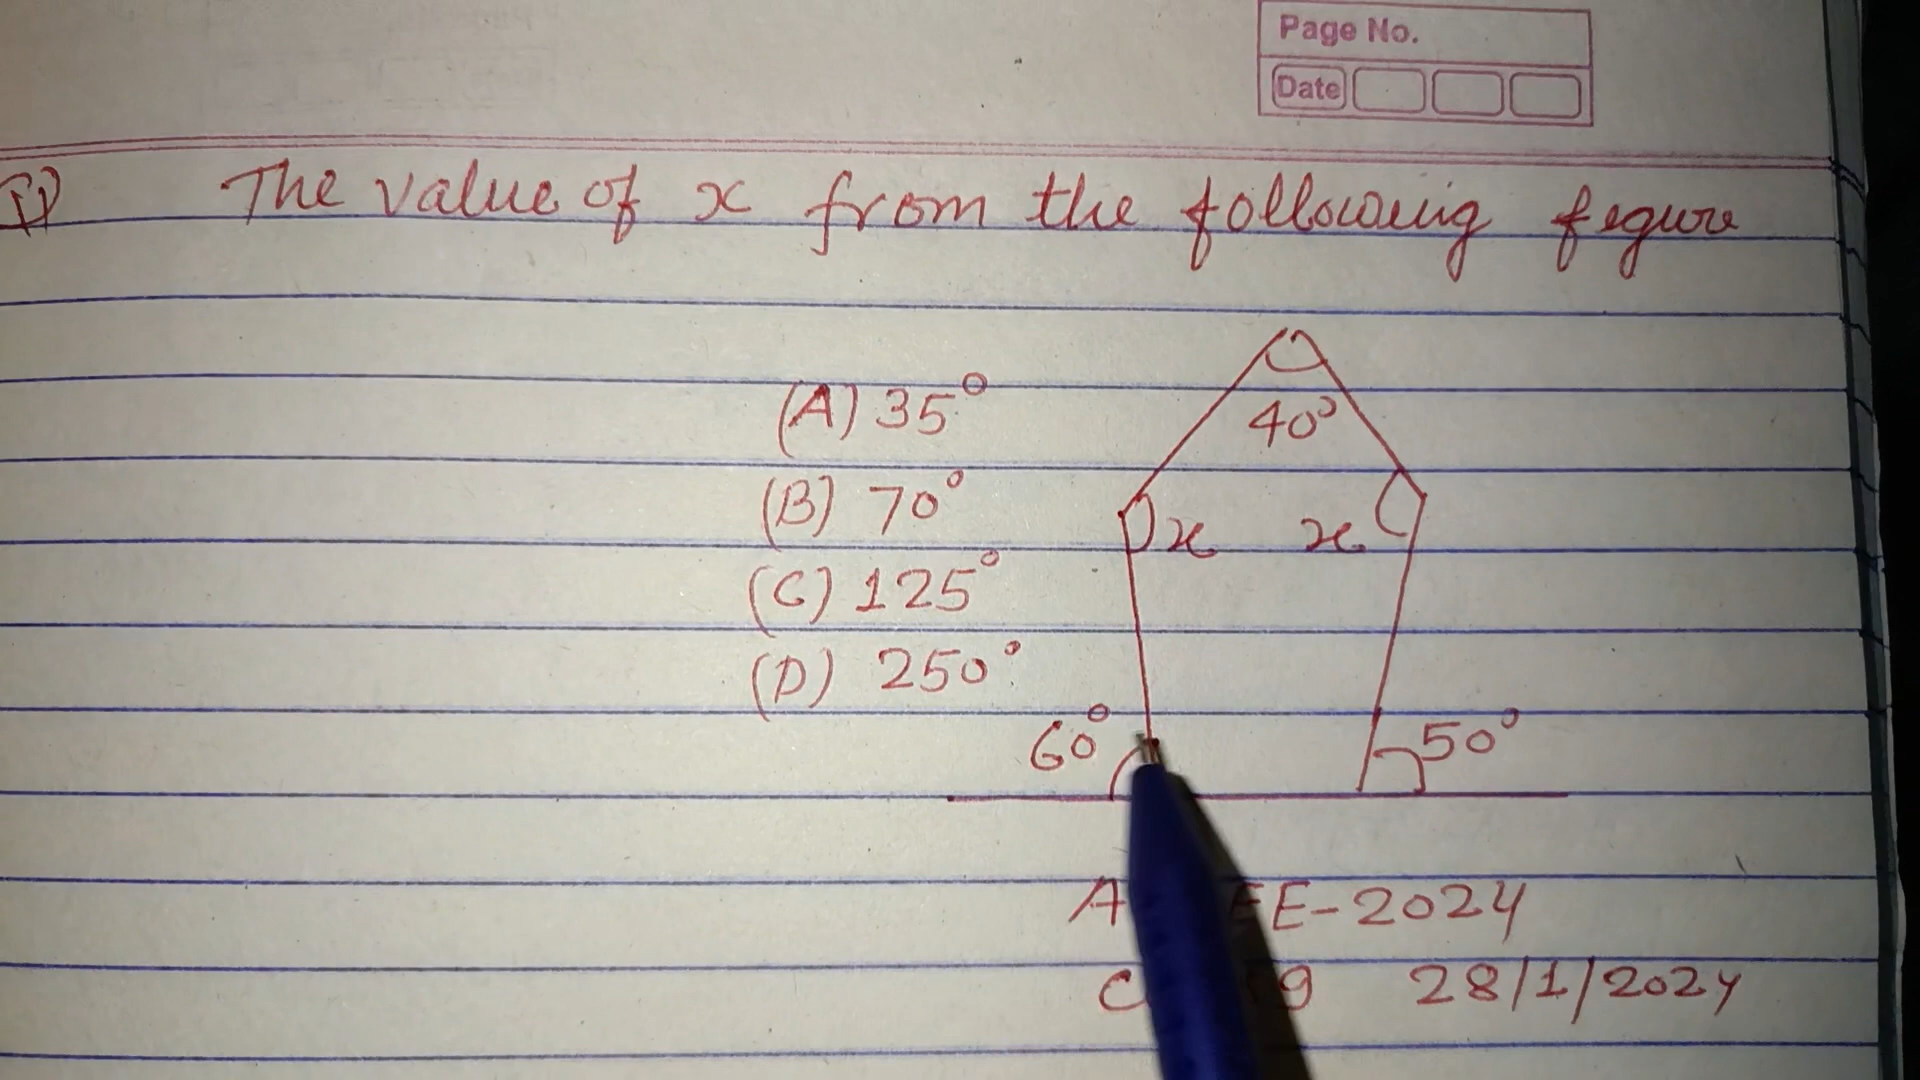 Page No.
Date
The value of x from the following figure
(A) 35°
(B) 70°
(C) 125°
(D) 250°
40°
x x
60° 50°
E-2024
28/1/2024